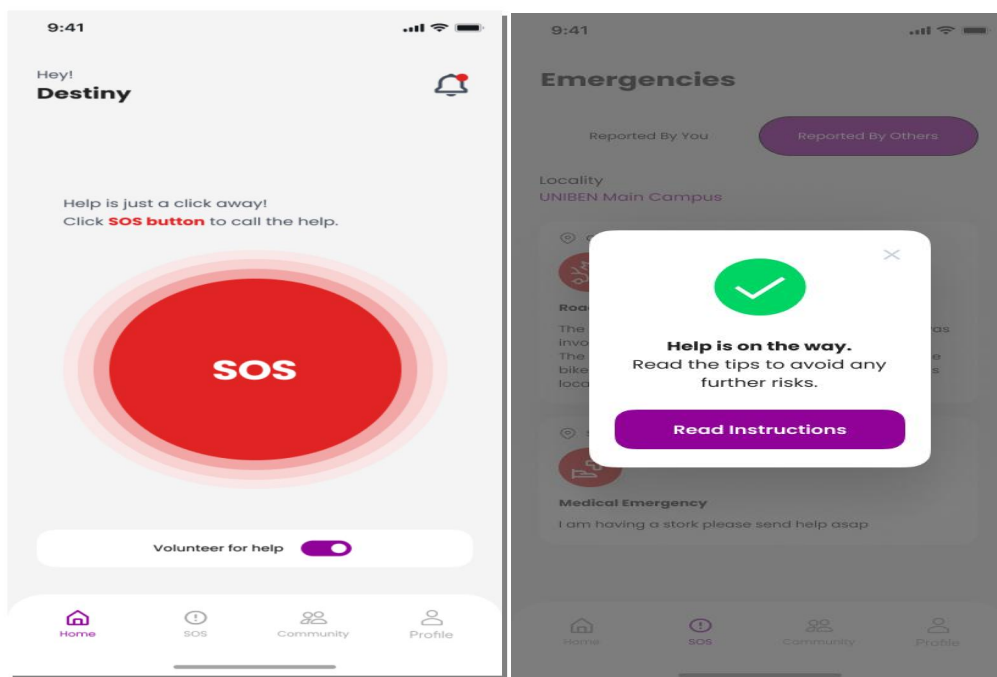 9:41
Hey!
Destiny
Help is just a click away!
Click SOS button to call the help.
SOS
Volunteer for help
Home
SOS
Community
Profile
9:41
Emergencies
Reported By You
Reported By Others
Locality
UNIBEN Main Campus
Help is on the way.
Read the tips to avoid any
further risks.
Read Instructions
The
bike
Medical Emergency
I am having a stork please send help asap
Home
SOS
Community
Profile